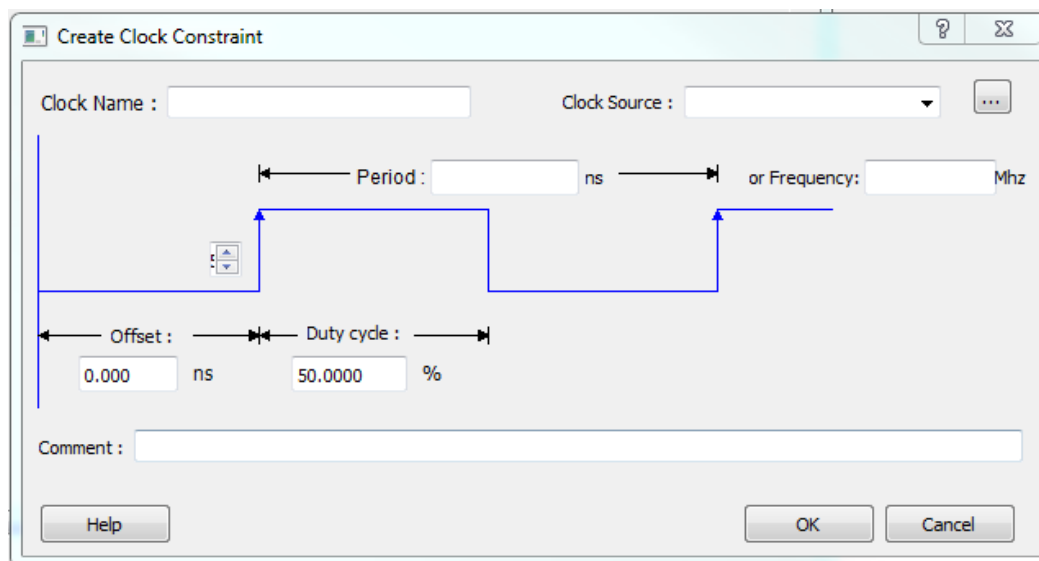 Create Clock Constraint
Clock Name :
Clock Source :
...
Period :
ns
or Frequency:
Mhz
Offset :
Duty cycle :
0.000
ns
50.0000
%
Comment :
Help
OK
Cancel